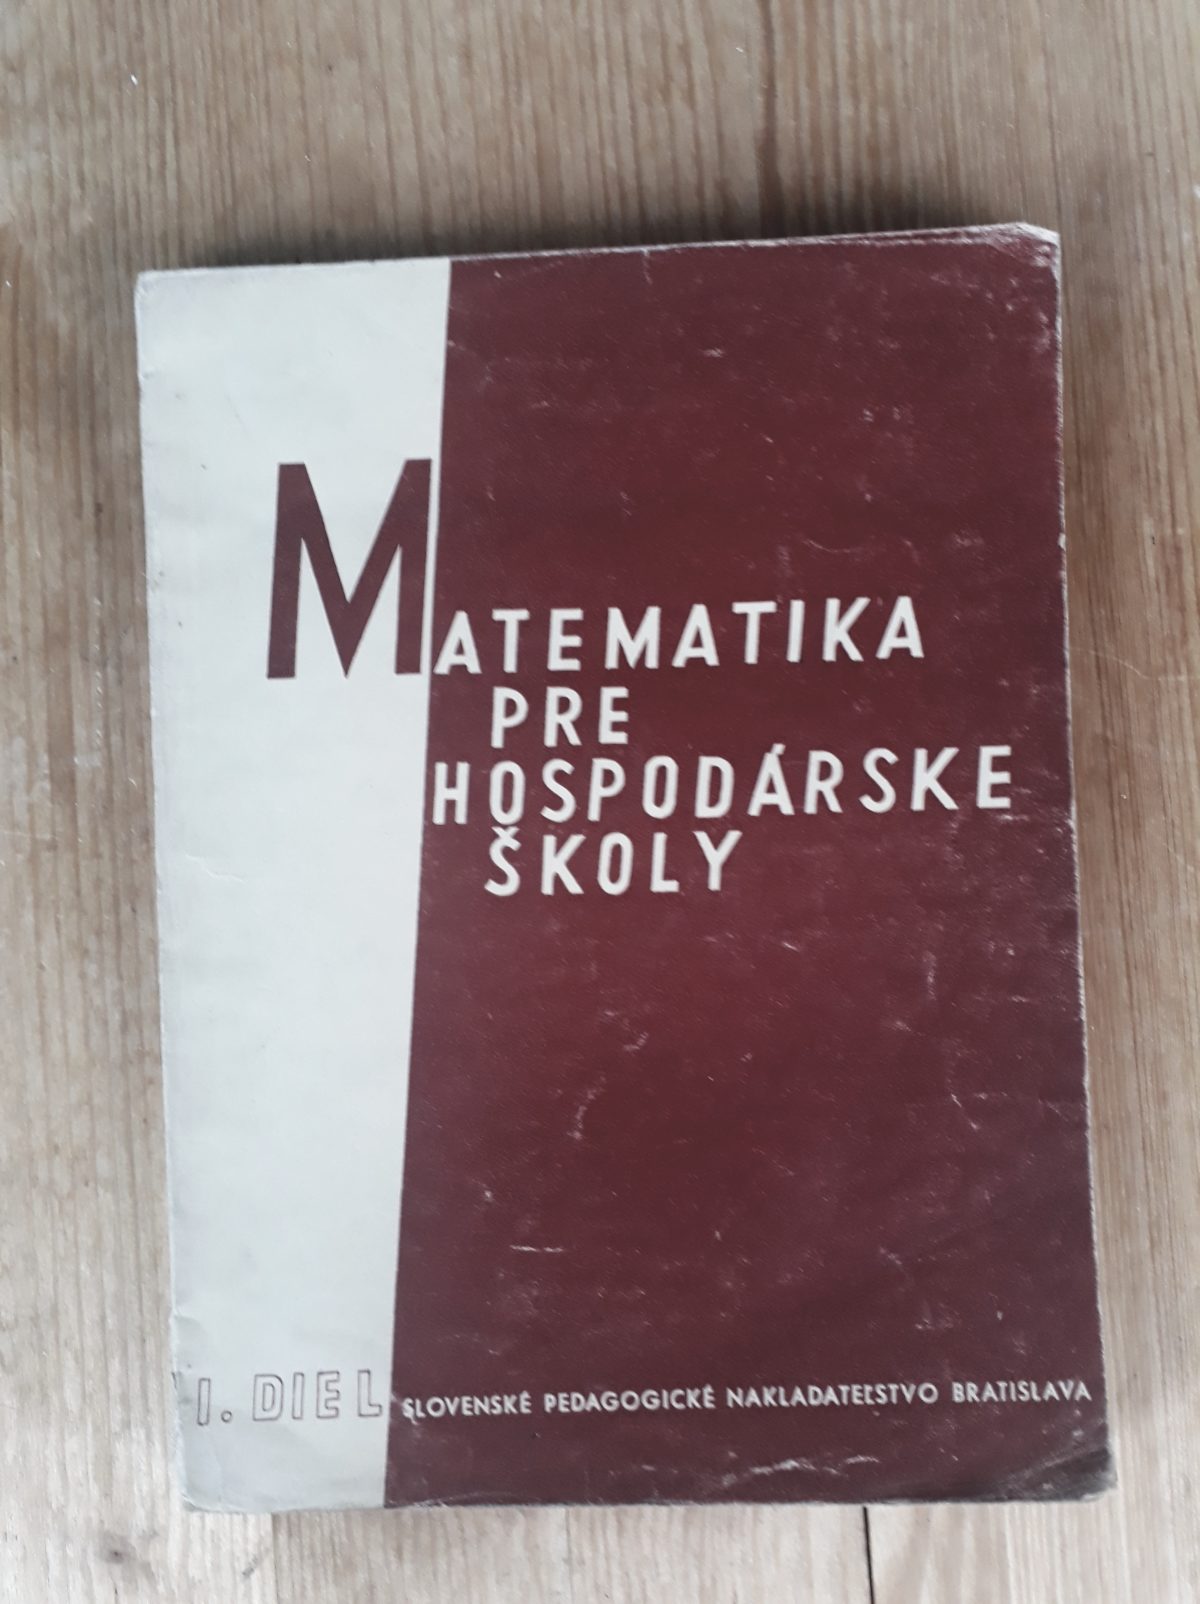 MATEMATIKA
PRE
HOSPODÁRSKE
ŠKOLY
I. DIEL
SLOVENSKÉ PEDAGOGICKÉ NAKLADATEĽSTVO BRATISLAVA